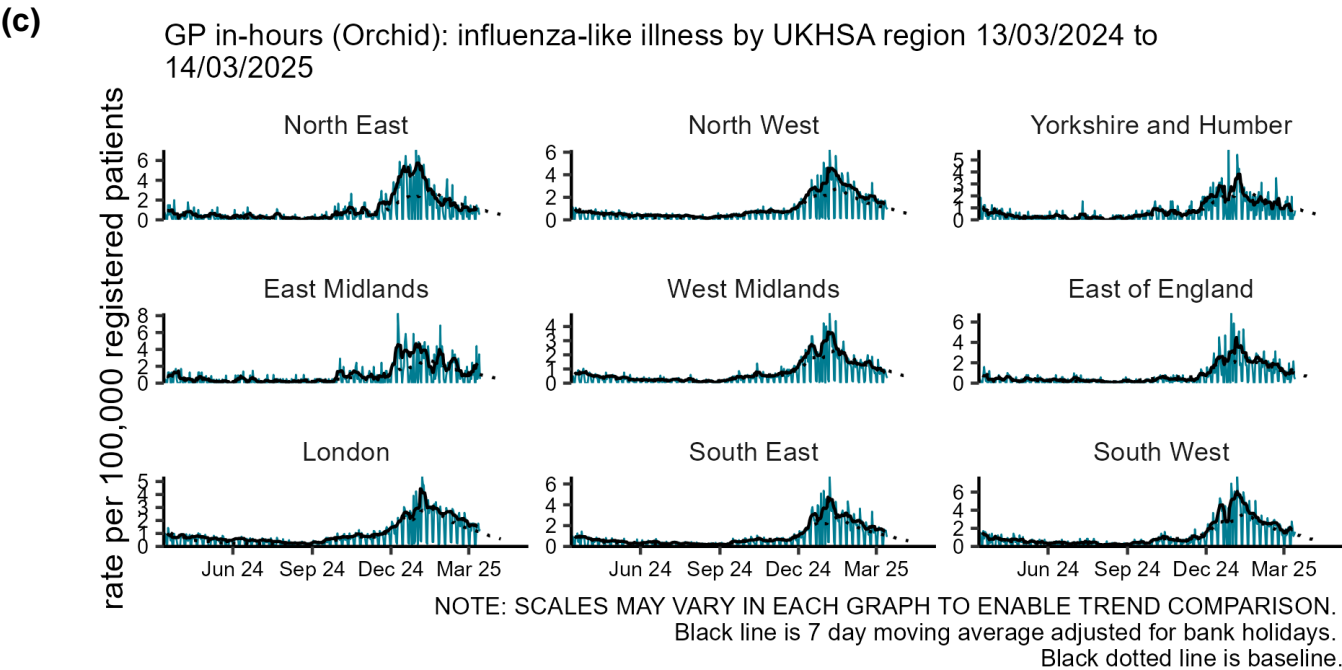 (c)
GP in-hours (Orchid): influenza-like illness by UKHSA region 13/03/2024 to
14/03/2025
rate per 100,000 registered patients
North East
North West
Yorkshire and Humber
6
4
2
0
6
4
2
0
5
4
3
2
1
0
East Midlands
West Midlands
East of England
8
6
4
2
0
4
3
2
1
0
6
4
2
0
London
South East
South West
5
4
3
2
1
0
6
4
2
0
6
4
2
0
Jun 24 Sep 24 Dec 24 Mar 25
Jun 24 Sep 24 Dec 24 Mar 25
Jun 24 Sep 24 Dec 24 Mar 25
NOTE: SCALES MAY VARY IN EACH GRAPH TO ENABLE TREND COMPARISON.
Black line is 7 day moving average adjusted for bank holidays.
Black dotted line is baseline.